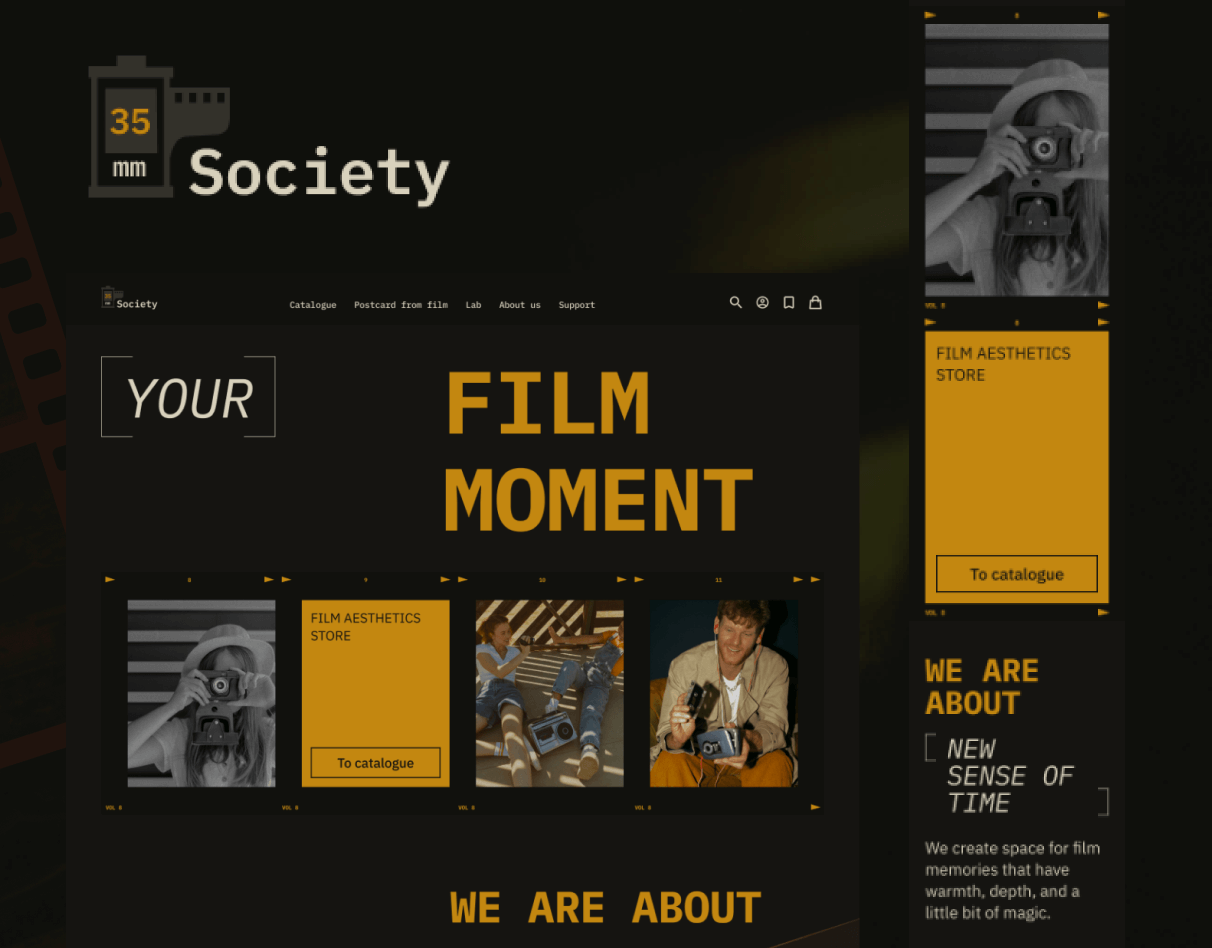 35
mm
Society
35
Society
Catalogue Postcard from film Lab About us Support
YOUR
FILM
MOMENT
8 9 10 11
FILM AESTHETICS
STORE
To catalogue
VOL 8 VOL 8 VOL 8 VOL 8
WE ARE ABOUT
8
VOL 8
8
FILM AESTHETICS
STORE
To catalogue
VOL 8
WE ARE
ABOUT
NEW
SENSE OF
TIME
We create space for film
memories that have
warmth, depth, and a
little bit of magic.